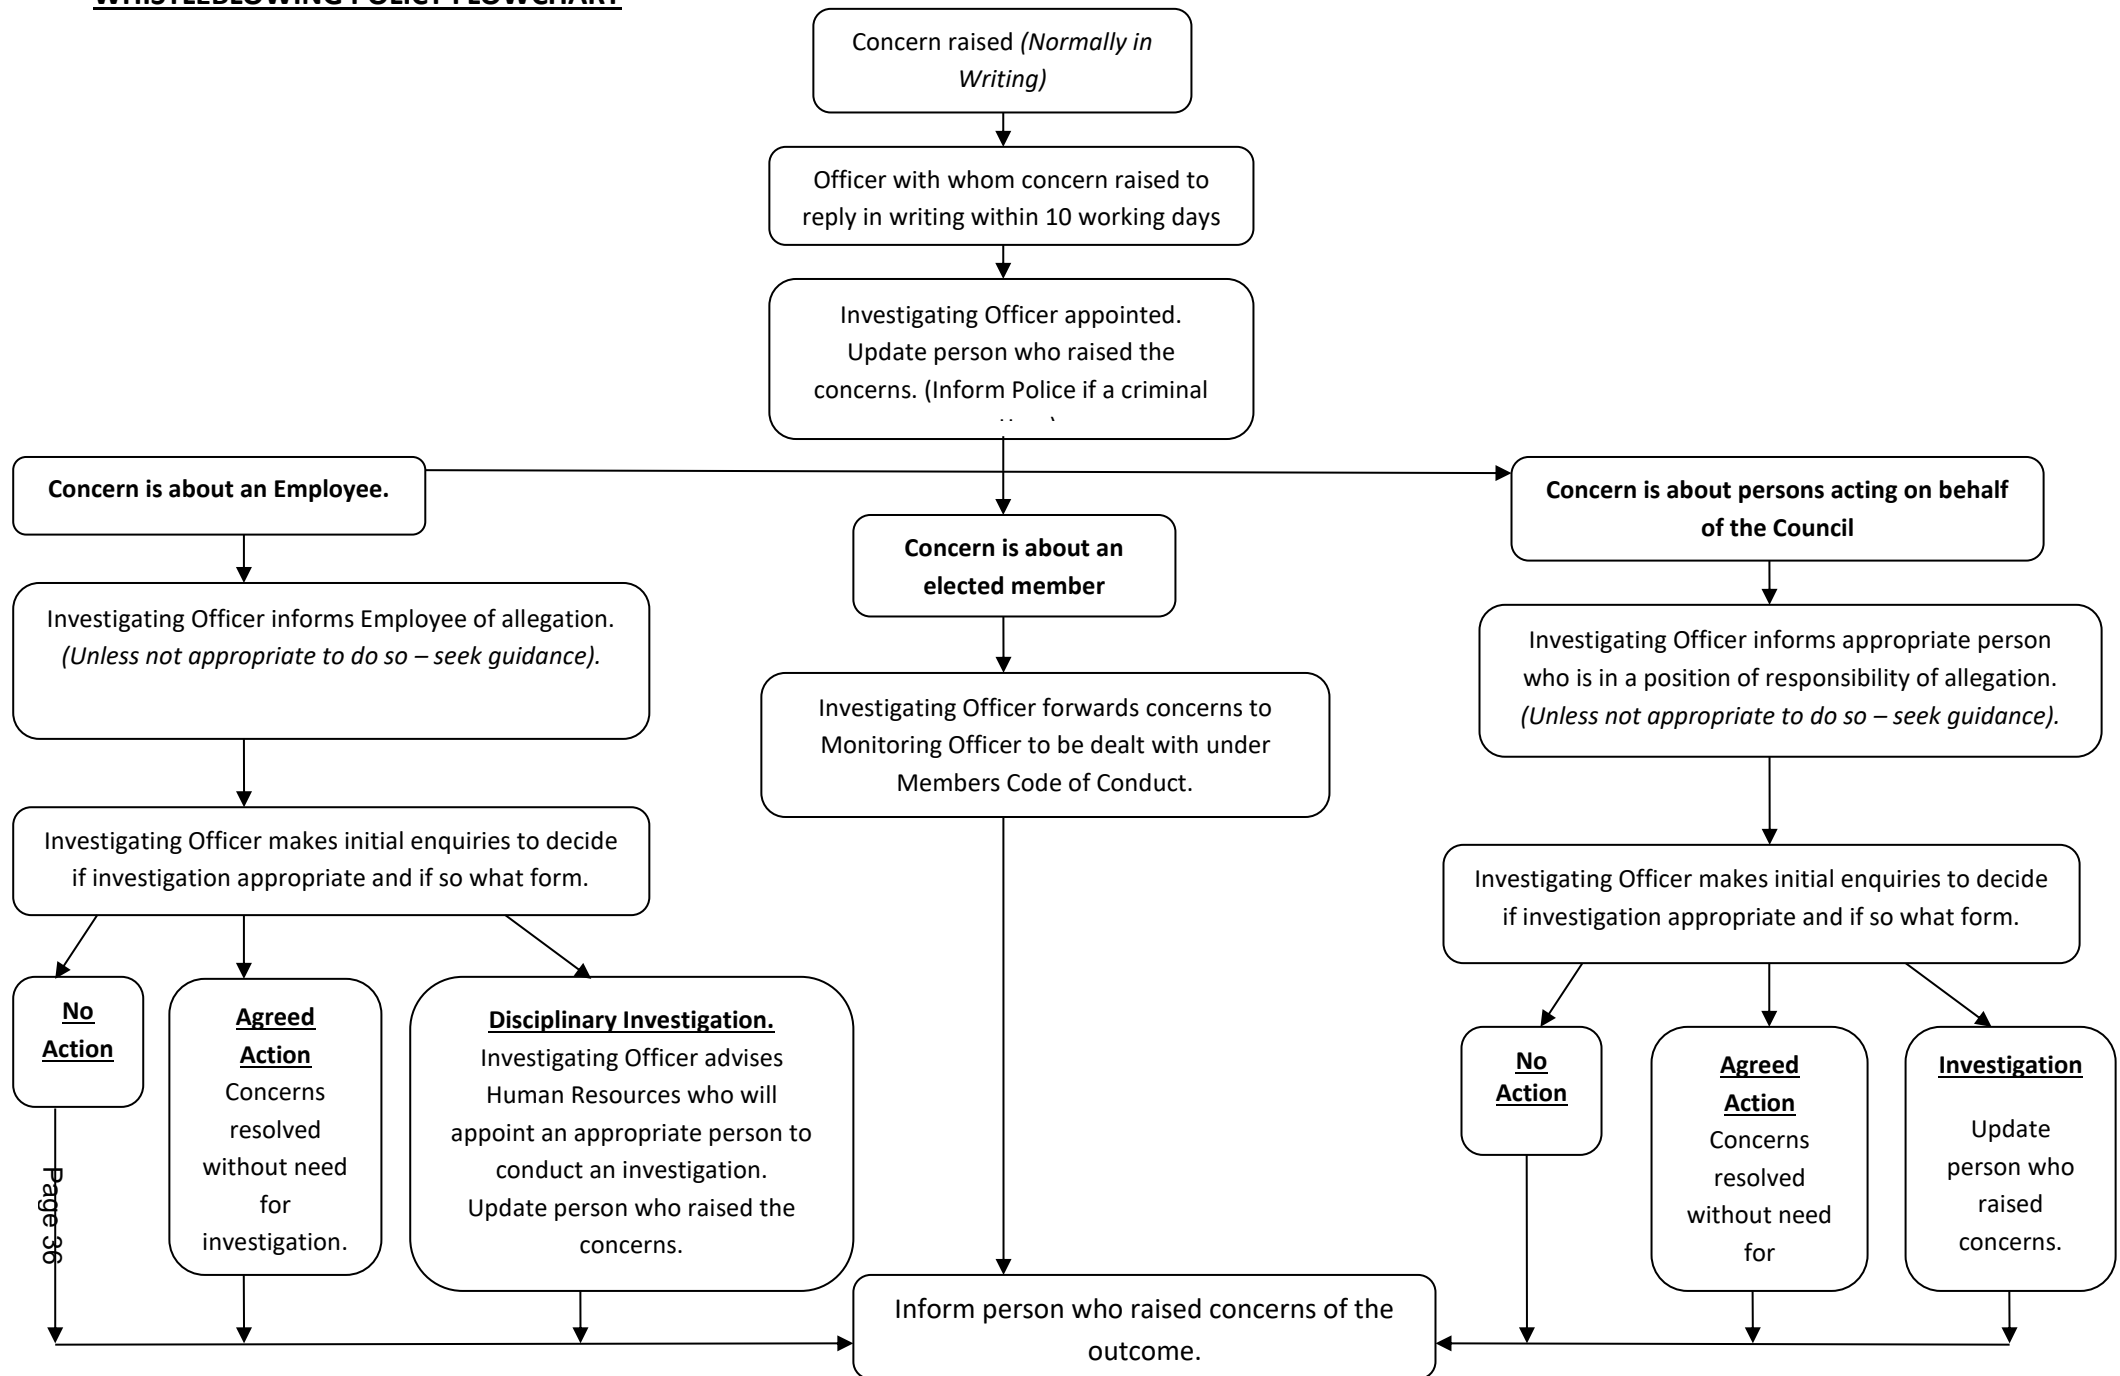 WHISTLEBLOWING POLICY FLOWCHART
Concern raised (Normally in
Writing)
Officer with whom concern raised to
reply in writing within 10 working days
Investigating Officer appointed.
Update person who raised the
concerns. (Inform Police if a criminal
Concern is about an Employee.
Concern is about an
elected member
Concern is about persons acting on behalf
of the Council
Investigating Officer informs Employee of allegation.
(Unless not appropriate to do so – seek guidance).
Investigating Officer forwards concerns to
Monitoring Officer to be dealt with under
Members Code of Conduct.
Investigating Officer informs appropriate person
who is in a position of responsibility of allegation.
(Unless not appropriate to do so – seek guidance).
Investigating Officer makes initial enquiries to decide
if investigation appropriate and if so what form.
Investigating Officer makes initial enquiries to decide
if investigation appropriate and if so what form.
No
Action
Agreed
Action
Concerns
resolved
without need
for
investigation.
Disciplinary Investigation.
Investigating Officer advises
Human Resources who will
appoint an appropriate person to
conduct an investigation.
Update person who raised the
concerns.
No
Action
Agreed
Action
Concerns
resolved
without need
for
Investigation
Update
person who
raised
concerns.
Page 36
Inform person who raised concerns of the
outcome.